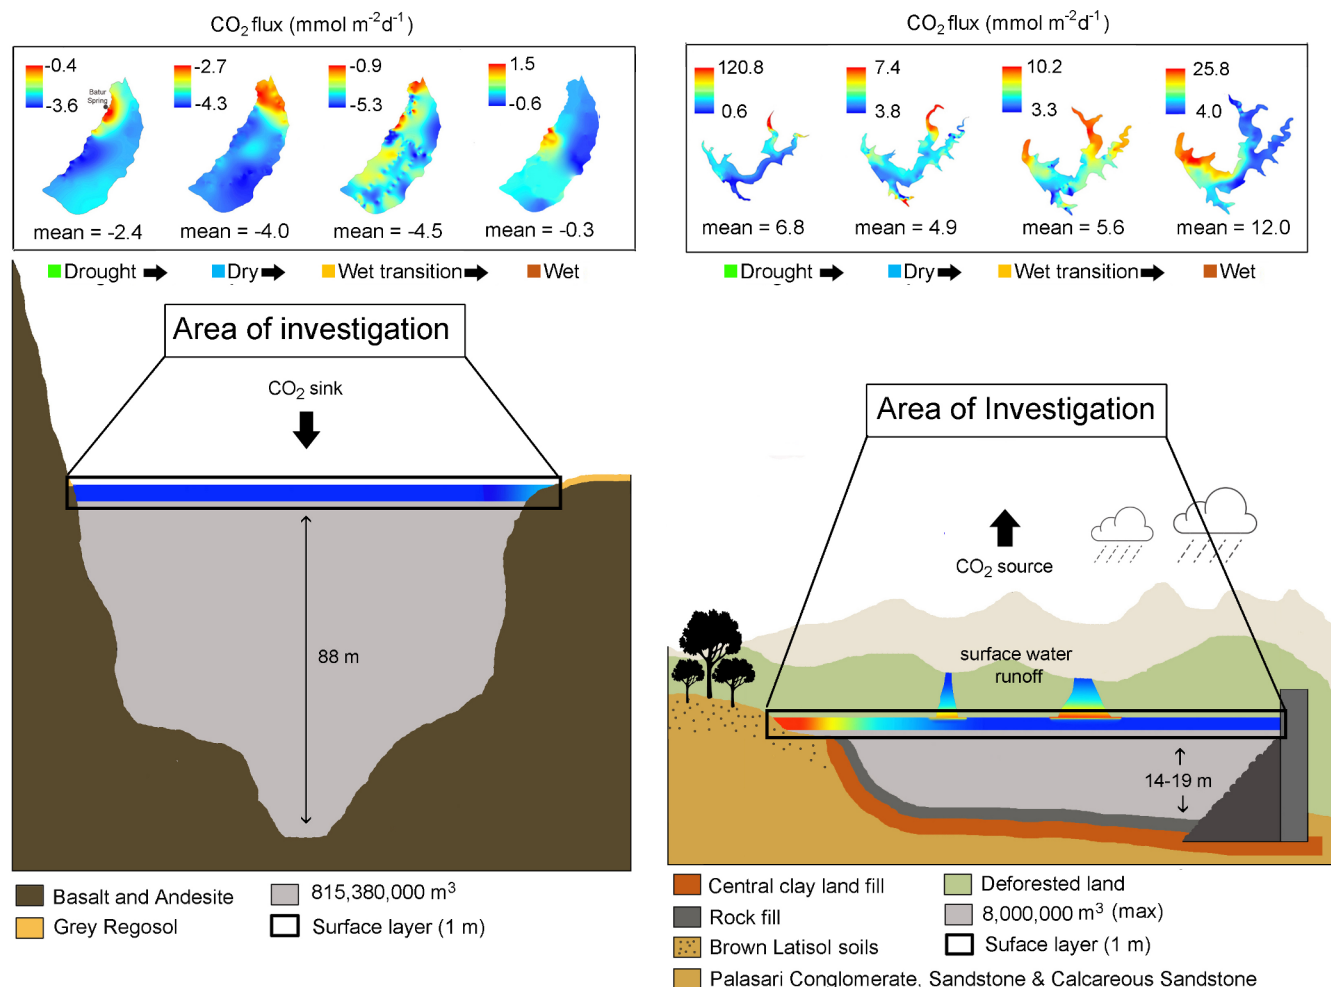 CO2 flux (mmol m-2d-1)
-0.4
-3.6
Batur
Spring
-2.7
-4.3
-0.9
-5.3
1.5
-0.6
mean = -2.4
mean = -4.0
mean = -4.5
mean = -0.3
Drought
Dry
Wet transition
Wet
Area of investigation
CO2 sink
88 m
Basalt and Andesite
815,380,000 m3
Grey Regosol
Surface layer (1 m)
CO2 flux (mmol m-2d-1)
120.8
0.6
7.4
3.8
10.2
3.3
25.8
4.0
mean = 6.8
mean = 4.9
mean = 5.6
mean = 12.0
Drought
Dry
Wet transition
Wet
Area of Investigation
CO2 source
surface water
runoff
14-19 m
Central clay land fill
Deforested land
Rock fill
8,000,000 m3 (max)
Brown Latisol soils
Suface layer (1 m)
Palasari Conglomerate, Sandstone & Calcareous Sandstone